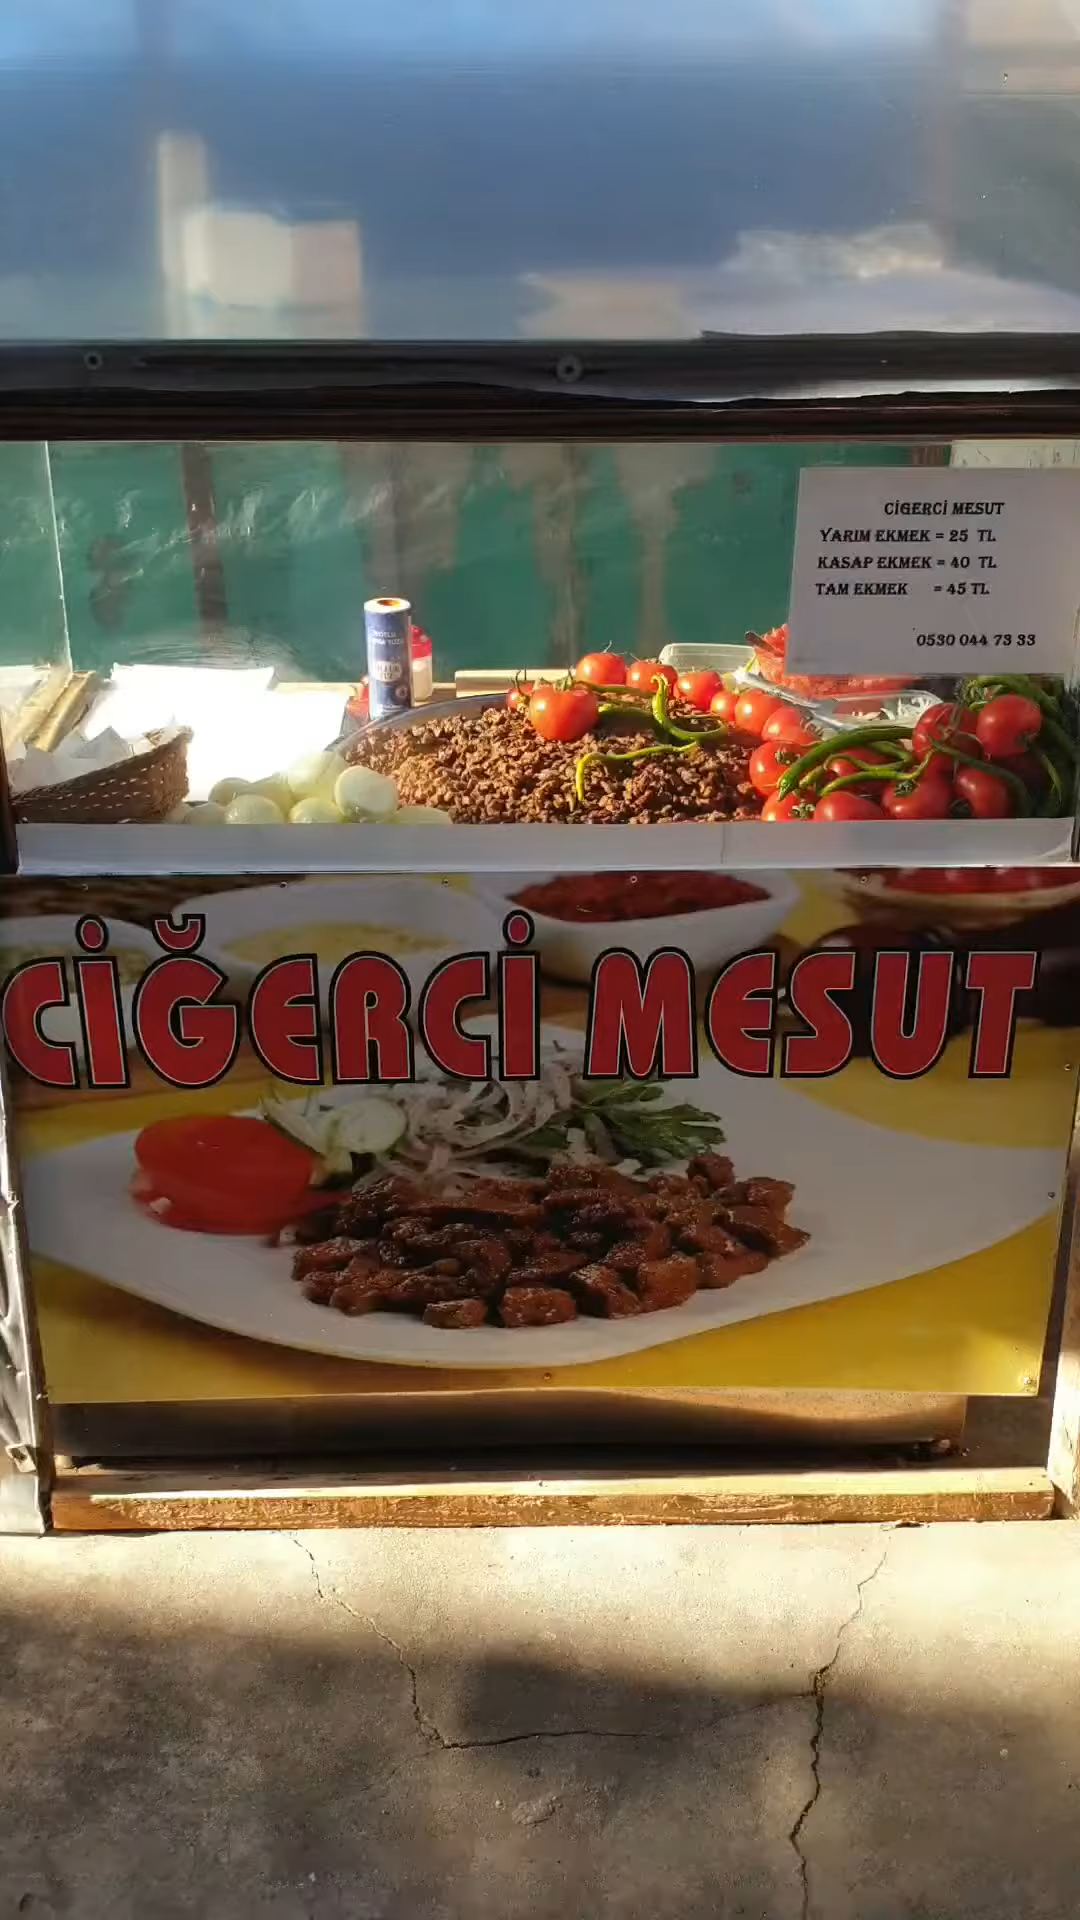 CİGERCİ MESUT
YARIM EKMEK = 25 TL
KASAP EKMEK = 40 TL
TAM EKMEK = 45 TL
0530 044 73 33
CİĞERCİ MESUT